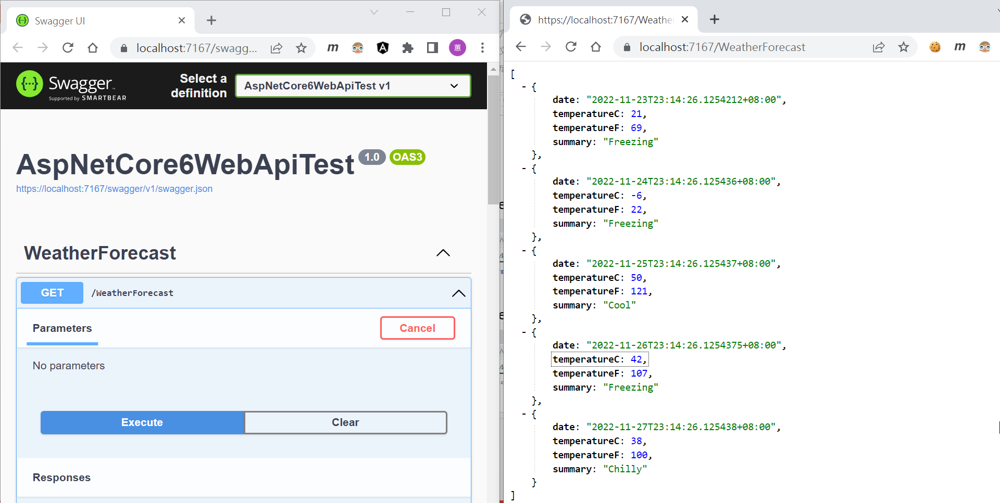 Swagger UI
localhost:7167/swagg...
m
蕙
Swagger
Supported by SMARTBEAR
Select a
definition
AspNetCore6WebApiTest v1
AspNetCore6WebApiTest 1.0 OAS3
https://localhost:7167/swagger/v1/swagger.json
WeatherForecast
GET /WeatherForecast
Parameters
Cancel
No parameters
Execute
Clear
Responses
https://localhost:7167/Weathe
localhost:7167/WeatherForecast
m
[
- {
date: "2022-11-23T23:14:26.1254212+08:00",
temperatureC: 21,
temperatureF: 69,
summary: "Freezing"
},
- {
date: "2022-11-24T23:14:26.125436+08:00",
temperatureC: -6,
temperatureF: 22,
summary: "Freezing"
},
- {
date: "2022-11-25T23:14:26.125437+08:00",
temperatureC: 50,
temperatureF: 121,
summary: "Cool"
},
- {
date: "2022-11-26T23:14:26.1254375+08:00",
temperatureC: 42,
temperatureF: 107,
summary: "Freezing"
},
- {
date: "2022-11-27T23:14:26.125438+08:00",
temperatureC: 38,
temperatureF: 100,
summary: "Chilly"
}
]